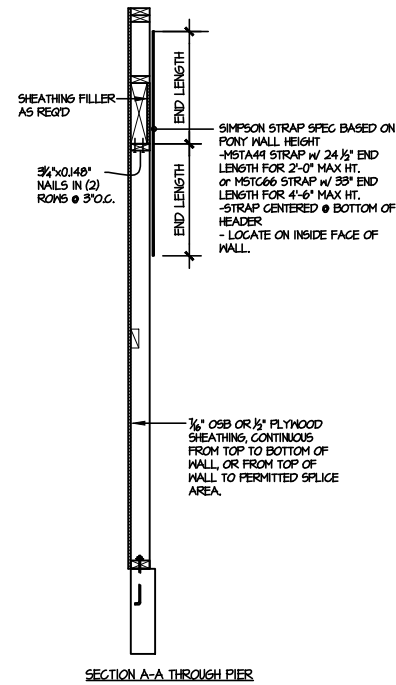 SHEATHING FILLER
AS REQ'D
3¼"x0.148"
NAILS IN (2)
ROWS @ 3"O.C.
END LENGTH
END LENGTH
SIMPSON STRAP SPEC BASED ON
PONY WALL HEIGHT
-MSTA49 STRAP W/ 24 ½" END
LENGTH FOR 2'-0" MAX HT.
or MSTC66 STRAP W/ 33" END
LENGTH FOR 4'-6" MAX HT.
-STRAP CENTERED @ BOTTOM OF
HEADER
- LOCATE ON INSIDE FACE OF
WALL.
7/16" OSB OR ½" PLYWOOD
SHEATHING, CONTINUOUS
FROM TOP TO BOTTOM OF
WALL, OR FROM TOP OF
WALL TO PERMITTED SPLICE
AREA.
SECTION A-A THROUGH PIER